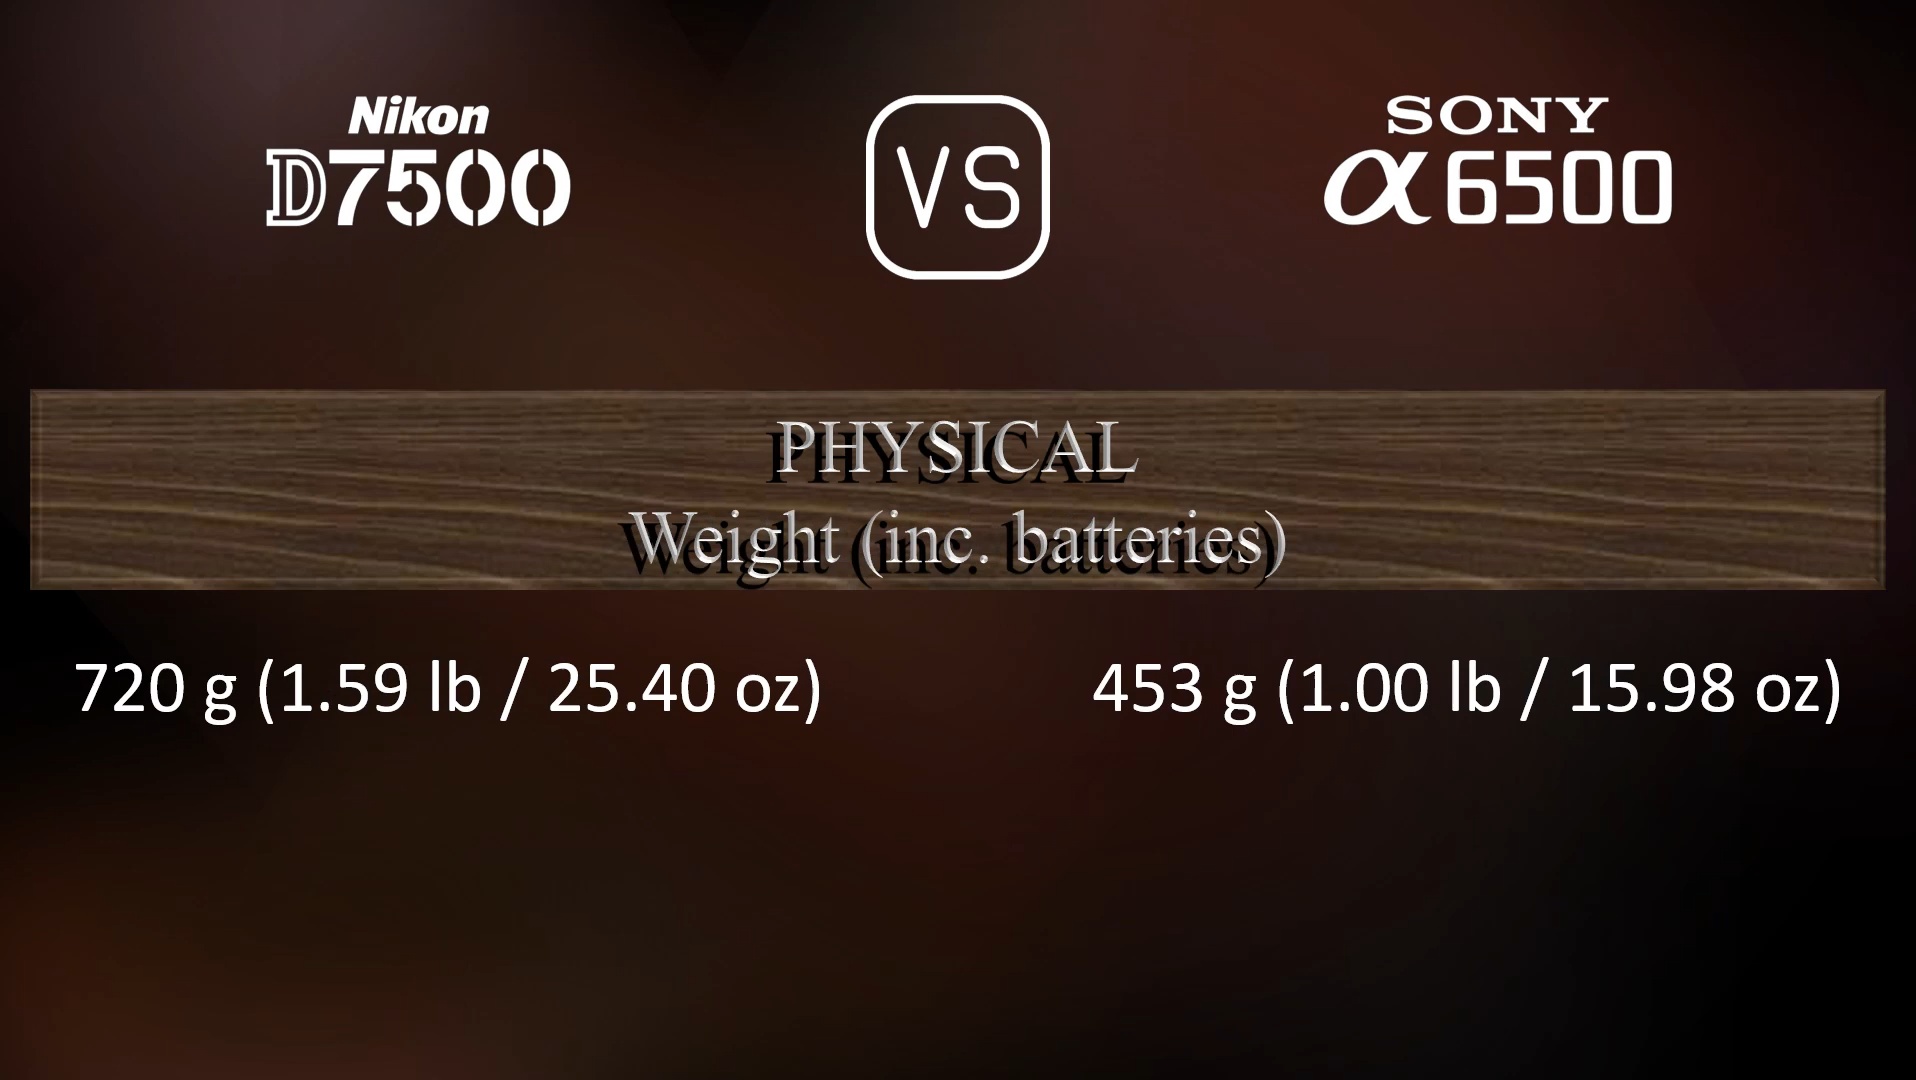 Nikon
D7500
VS
SONY
α6500
PHYSICAL
Weight (inc. batteries)
720 g (1.59 lb / 25.40 oz)
453 g (1.00 lb / 15.98 oz)